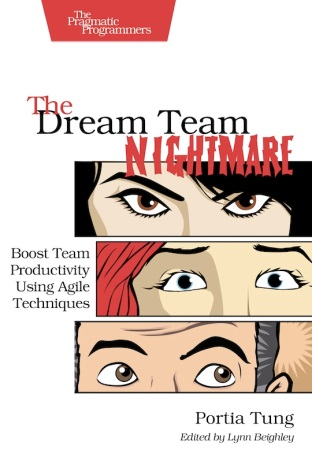 The
Pragmatic
Programmers
The
Dream Team
NIGHTMARE
Boost Team
Productivity
Using Agile
Techniques
Portia Tung
Edited by Lynn Beighley